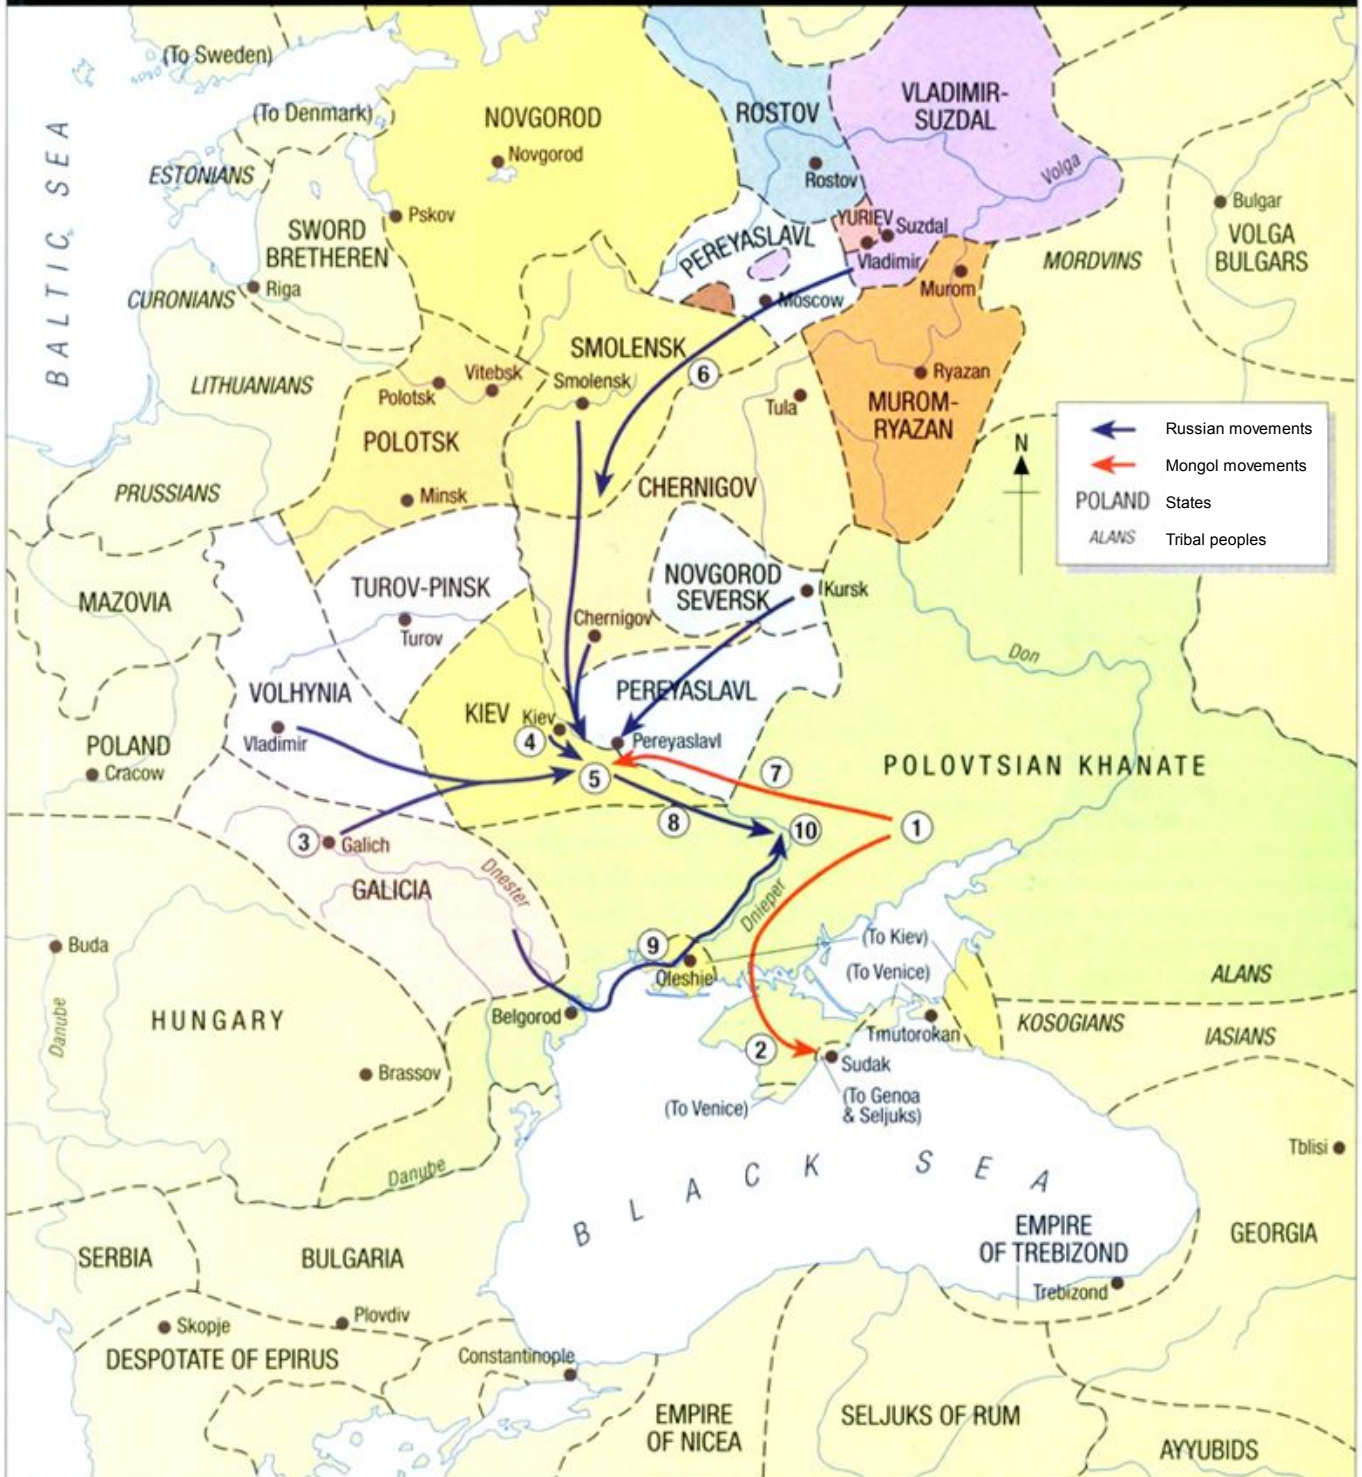 (To Sweden)
(To Denmark)
NOVGOROD
Novgorod
ROSTOV
Rostov
VLADIMIR-
SUZDAL
Volga
BALTIC SEA
ESTONIANS
Pskov
SWORD
BRETHEREN
Riga
CURONIANS
LITHUANIANS
PEREYASLAVL
YURIEV
Suzdal
Vladimir
Moscow
Murom
MORDVINS
Bulgar
VOLGA
BULGARS
SMOLENSK
Smolensk
6
Vitebsk
Polotsk
POLOTSK
Minsk
Tula
Ryazan
MUROM-
RYAZAN
N
Russian movements
Mongol movements
POLAND States
ALANS Tribal peoples
PRUSSIANS
CHERNIGOV
MAZOVIA
TUROV-PINSK
Turov
NOVGOROD
SEVERSK
Kursk
Chernigov
Don
VOLHYNIA
Vladimir
KIEV
Kiev
4
PEREYASLAVL
Pereyaslavl
5
7
POLOVTSIAN KHANATE
POLAND
Cracow
8
10
1
3
Galich
GALICIA
Dnester
Dnieper
Buda
Danube
HUNGARY
Brassov
9
Oleshie
(To Kiev)
(To Venice)
ALANS
Belgorod
Tmutorokan
KOSOGIANS
IASIANS
2
Sudak
(To Venice)
(To Genoa
& Seljuks)
Tblisi
Danube
BLACK SEA
SERBIA
BULGARIA
EMPIRE
OF TREBIZOND
Trebizond
GEORGIA
Skopje
Plovdiv
DESPOTATE OF EPIRUS
Constantinople
EMPIRE
OF NICEA
SELJUKS OF RUM
AYYUBIDS